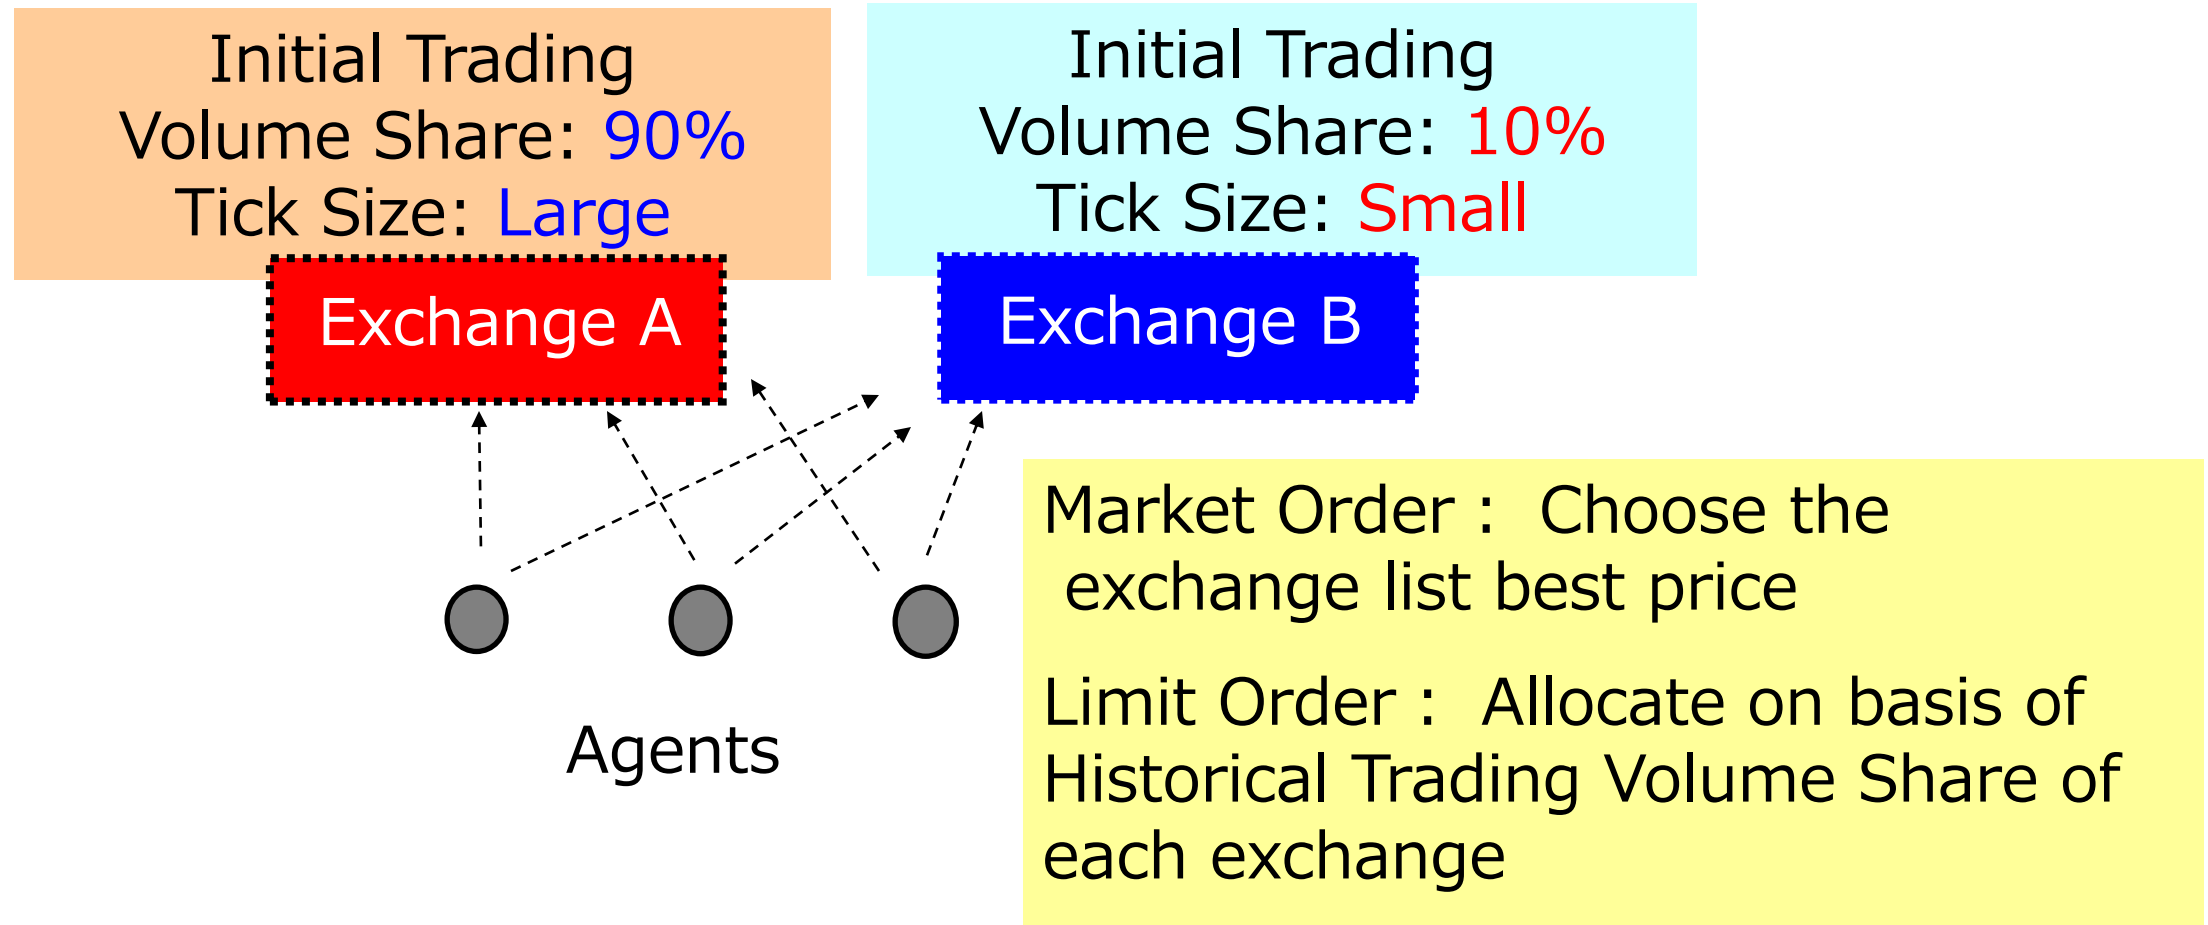 Initial Trading
Volume Share: 90%
Tick Size: Large
Exchange A
Initial Trading
Volume Share: 10%
Tick Size: Small
Exchange B
Agents
Market Order : Choose the
exchange list best price
Limit Order : Allocate on basis of
Historical Trading Volume Share of
each exchange